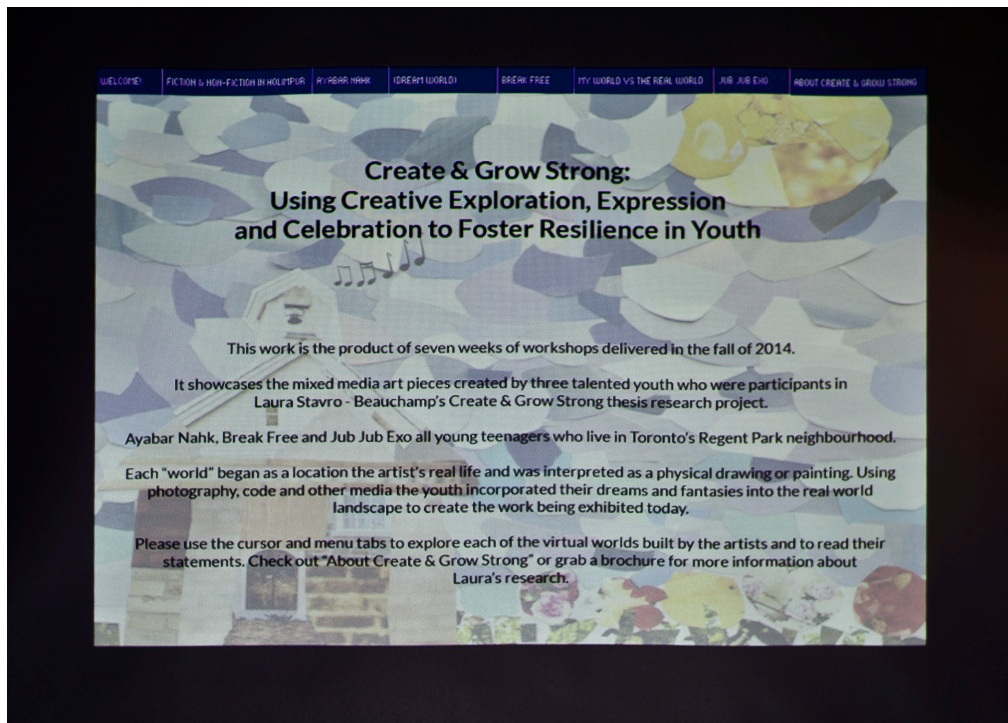 WELCOME! FICTION & NON-FICTION IN HOLIMPUR AYABAR NAHK (DREAM WORLD) BREAK FREE MY WORLD VS THE REAL WORLD JUB JUB EXO ABOUT CREATE & GROW STRONG
Create & Grow Strong:
Using Creative Exploration, Expression
and Celebration to Foster Resilience in Youth
This work is the product of seven weeks of workshops delivered in the fall of 2014.
It showcases the mixed media art pieces created by three talented youth who were participants in
Laura Stavro - Beauchamp's Create & Grow Strong thesis research project.
Ayabar Nahk, Break Free and Jub Jub Exo all young teenagers who live in Toronto's Regent Park neighbourhood.
Each "world" began as a location the artist's real life and was interpreted as a physical drawing or painting. Using
photography, code and other media the youth incorporated their dreams and fantasies into the real world
landscape to create the work being exhibited today.
Please use the cursor and menu tabs to explore each of the virtual worlds built by the artists and to read their
statements. Check out "About Create & Grow Strong" or grab a brochure for more information about
Laura's research.